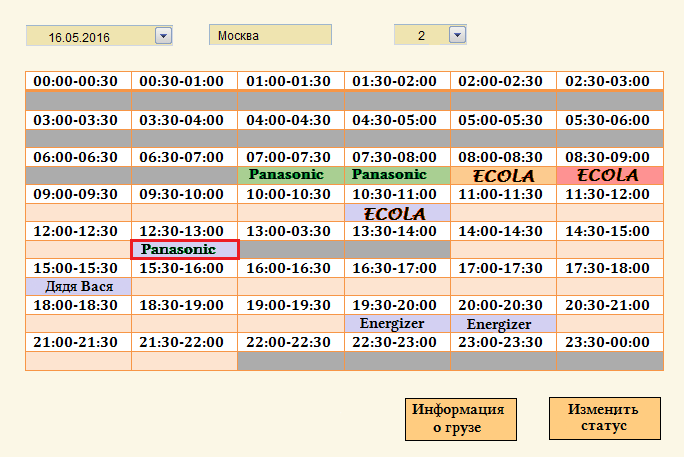 16.05.2016 Москва 2
00:00-00:30 00:30-01:00 01:00-01:30 01:30-02:00 02:00-02:30 02:30-03:00
03:00-03:30 03:30-04:00 04:00-04:30 04:30-05:00 05:00-05:30 05:30-06:00
06:00-06:30 06:30-07:00 07:00-07:30 07:30-08:00 08:00-08:30 08:30-09:00
Panasonic Panasonic ECOLA ECOLA
09:00-09:30 09:30-10:00 10:00-10:30 10:30-11:00 11:00-11:30 11:30-12:00
ECOLA
12:00-12:30 12:30-13:00 13:00-03:30 13:30-14:00 14:00-14:30 14:30-15:00
Panasonic
15:00-15:30 15:30-16:00 16:00-16:30 16:30-17:00 17:00-17:30 17:30-18:00
Дядя Вася
18:00-18:30 18:30-19:00 19:00-19:30 19:30-20:00 20:00-20:30 20:30-21:00
Energizer Energizer
21:00-21:30 21:30-22:00 22:00-22:30 22:30-23:00 23:00-23:30 23:30-00:00
Информация
о грузе
Изменить
статус